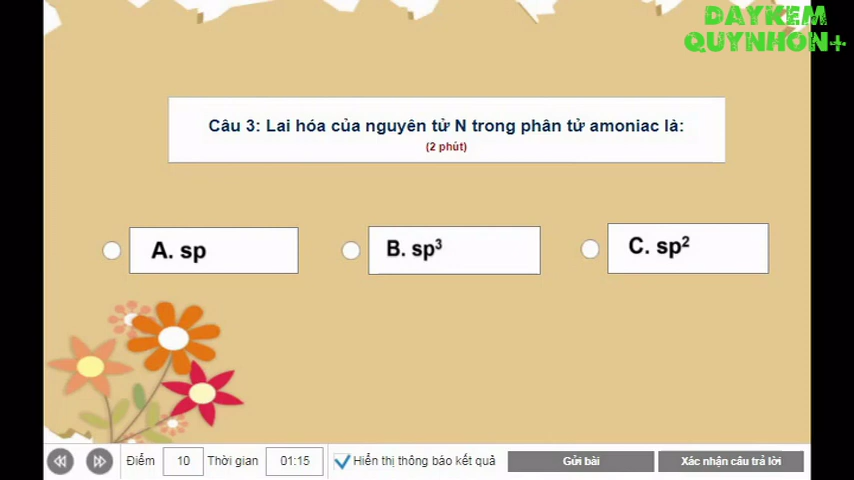 DAYKEM
QUYNHON+
Câu 3: Lai hóa của nguyên tử N trong phân tử amoniac là:
(2 phút)
A. sp
B. sp³
C. sp²
Điểm 10 Thời gian 01:15 Hiển thị thông báo kết quả Gửi bài Xác nhận câu trả lời